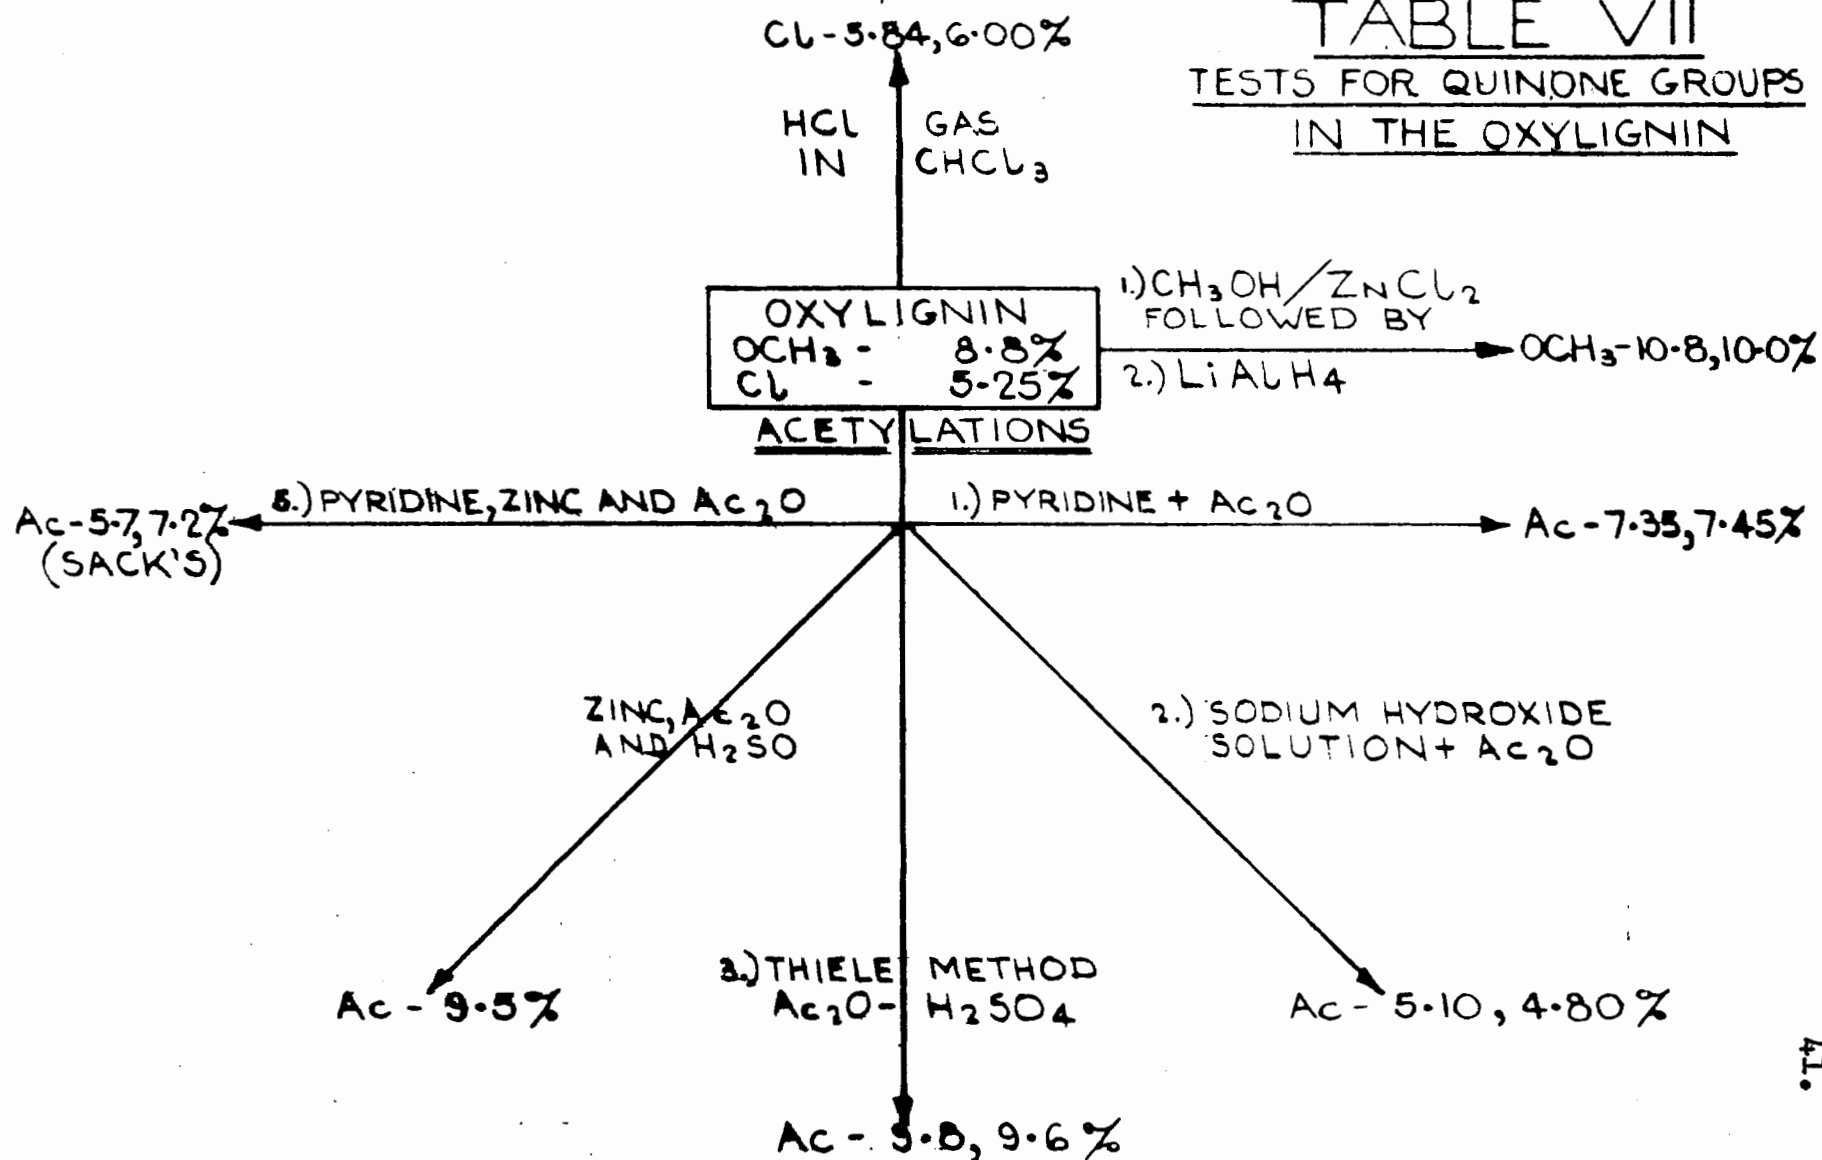 TABLE VII
TESTS FOR QUINONE GROUPS
IN THE OXYLIGNIN
Cl-5.84, 6.00%
HCl GAS
IN CHCl3
OXYLIGNIN
OCH3 - 8.8%
Cl - 5.25%
1.) CH3OH/ZNCl2
FOLLOWED BY
2.) LiAlH4
OCH3-10.8, 10.0%
ACETYLATIONS
5.) PYRIDINE, ZINC AND Ac2O
Ac-5.7, 7.2%
(SACK'S)
1.) PYRIDINE + Ac2O
Ac-7.35, 7.45%
ZINC, Ac2O
AND H2SO
Ac - 9.5%
2.) SODIUM HYDROXIDE
SOLUTION + Ac2O
Ac - 5.10, 4.80%
3.) THIELE METHOD
Ac2O- H2SO4
Ac - 9.8, 9.6%
41.